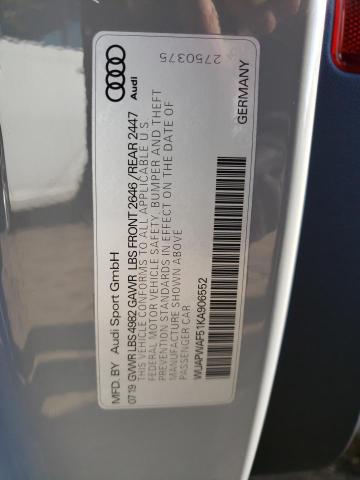 MFD. BY Audi Sport GmbH
07 19 GVWR LBS 4982 GAWR LBS FRONT 2646 / REAR 2447
THIS VEHICLE CONFORMS TO ALL APPLICABLE U S
FEDERAL MOTOR VEHICLE SAFETY, BUMPER AND THEFT
PREVENTION STANDARDS IN EFFECT ON THE DATE OF
MANUFACTURE SHOWN ABOVE
PASSENGER CAR
WUAPWAF51KA906552
Audi
2750375
GERMANY